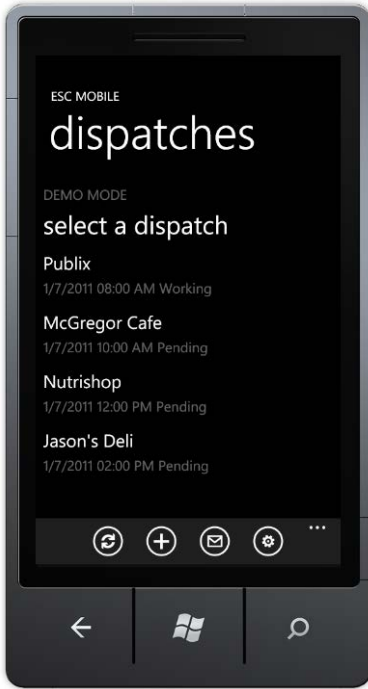 ESC MOBILE
dispatches
DEMO MODE
select a dispatch
Publix
1/7/2011 08:00 AM Working
McGregor Cafe
1/7/2011 10:00 AM Pending
Nutrishop
1/7/2011 12:00 PM Pending
Jason's Deli
1/7/2011 02:00 PM Pending